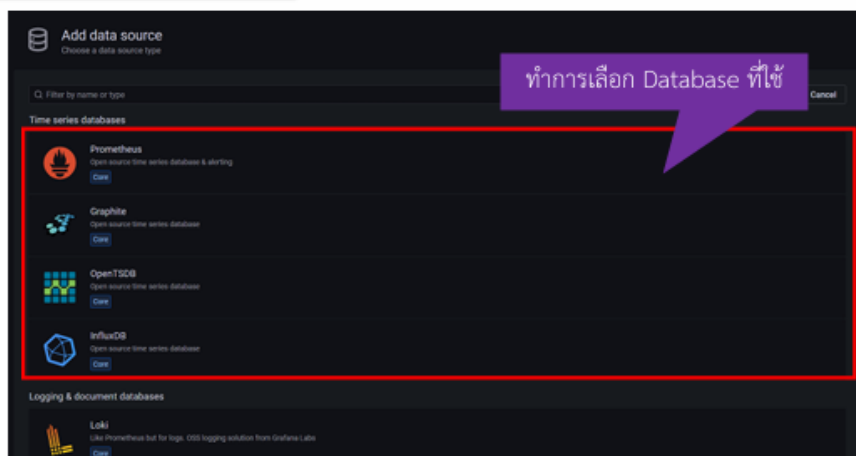 Add data source
Choose a data source type
ทำการเลือก Database ที่ใช้
Filter by name or type
Cancel
Time series databases
Prometheus
Open source time series database & alerting
Core
Graphite
Open source time series database
Core
OpenTSDB
Open source time series database
Core
InfluxDB
Open source time series database
Core
Logging & document databases
Loki
Like Prometheus but for logs. OSS logging solution from Grafana Labs
Core